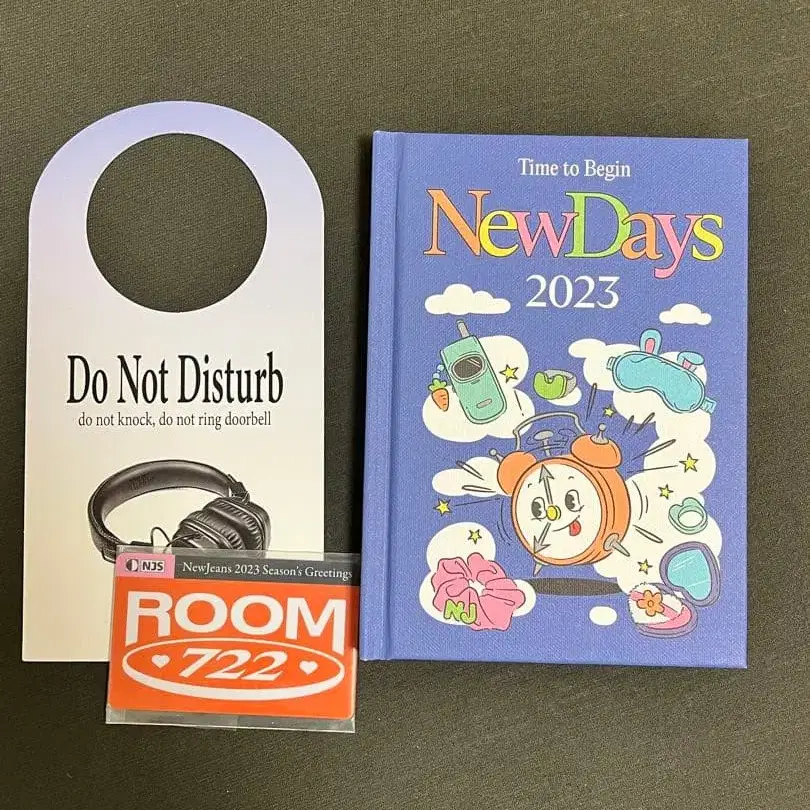 Do Not Disturb
do not knock, do not ring doorbell
NJS
NewJeans 2023 Season's Greetings
ROOM
722
Time to Begin
NewDays
2023
NJ